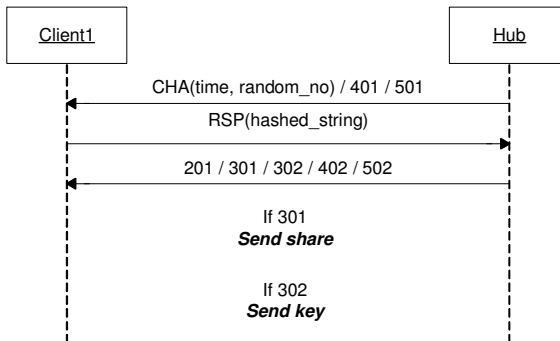 Client1
Hub
CHA(time, random_no) / 401 / 501
RSP(hashed_string)
201 / 301 / 302 / 402 / 502
If 301
Send share
If 302
Send key